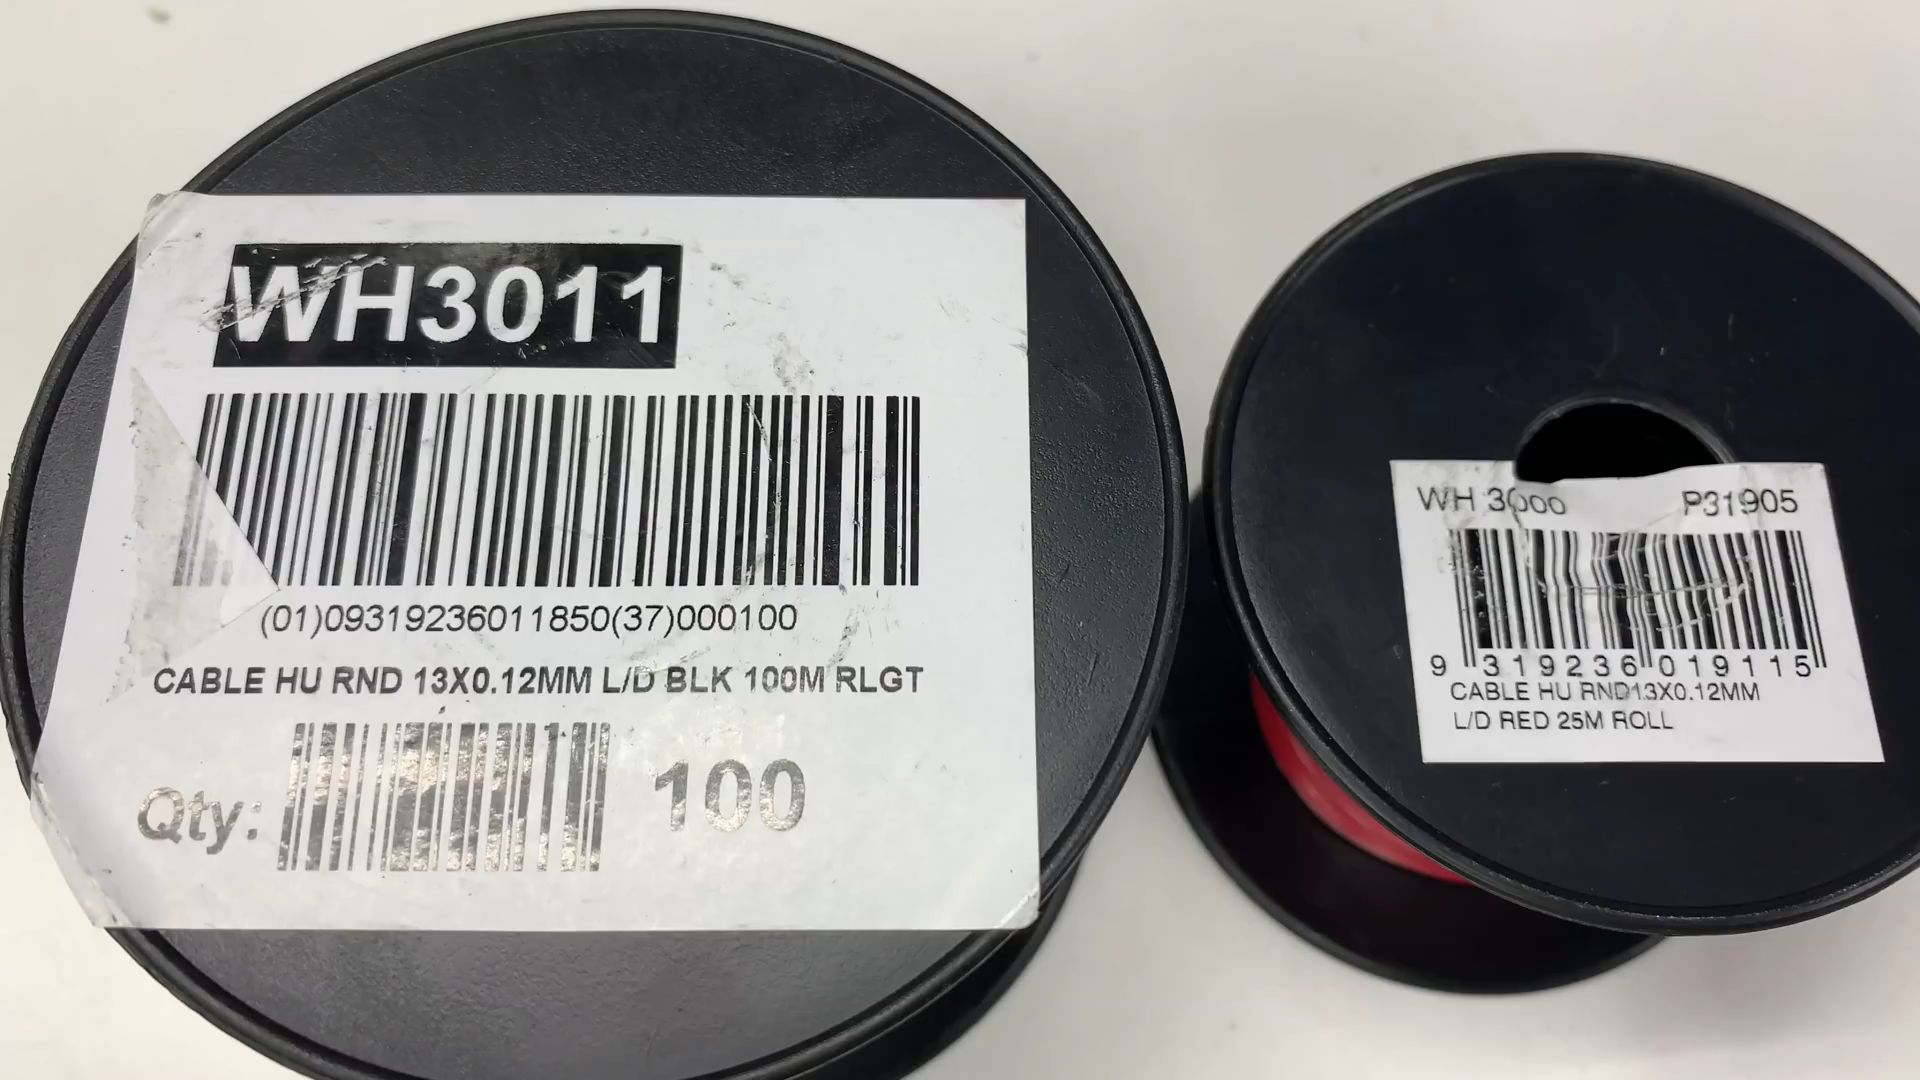 WH3011
(01)09319236011850(37)000100
CABLE HU RND 13X0.12MM L/D BLK 100M RLGT
Qty: 100
WH 3000 P31905
9 319236 019115
CABLE HU RND13X0.12MM
L/D RED 25M ROLL